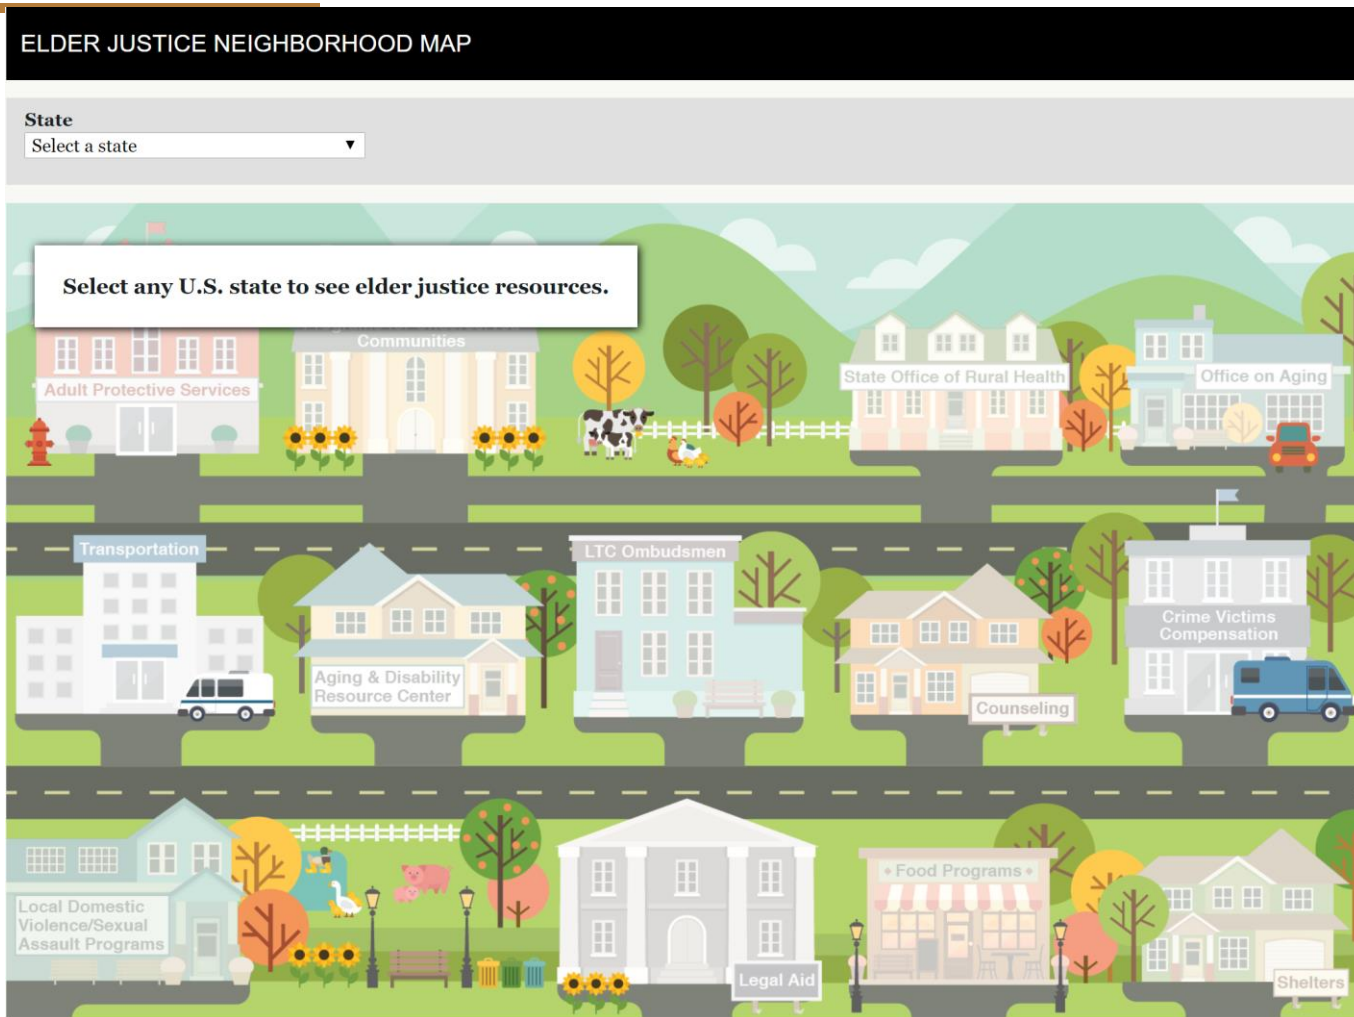 ELDER JUSTICE NEIGHBORHOOD MAP
State
Select a state
Select any U.S. state to see elder justice resources.
Communities
Adult Protective Services
State Office of Rural Health
Office on Aging
Transportation
LTC Ombudsmen
Aging & Disability
Resource Center
Counseling
Crime Victims
Compensation
Local Domestic
Violence/Sexual
Assault Programs
Legal Aid
• Food Programs •
Shelters